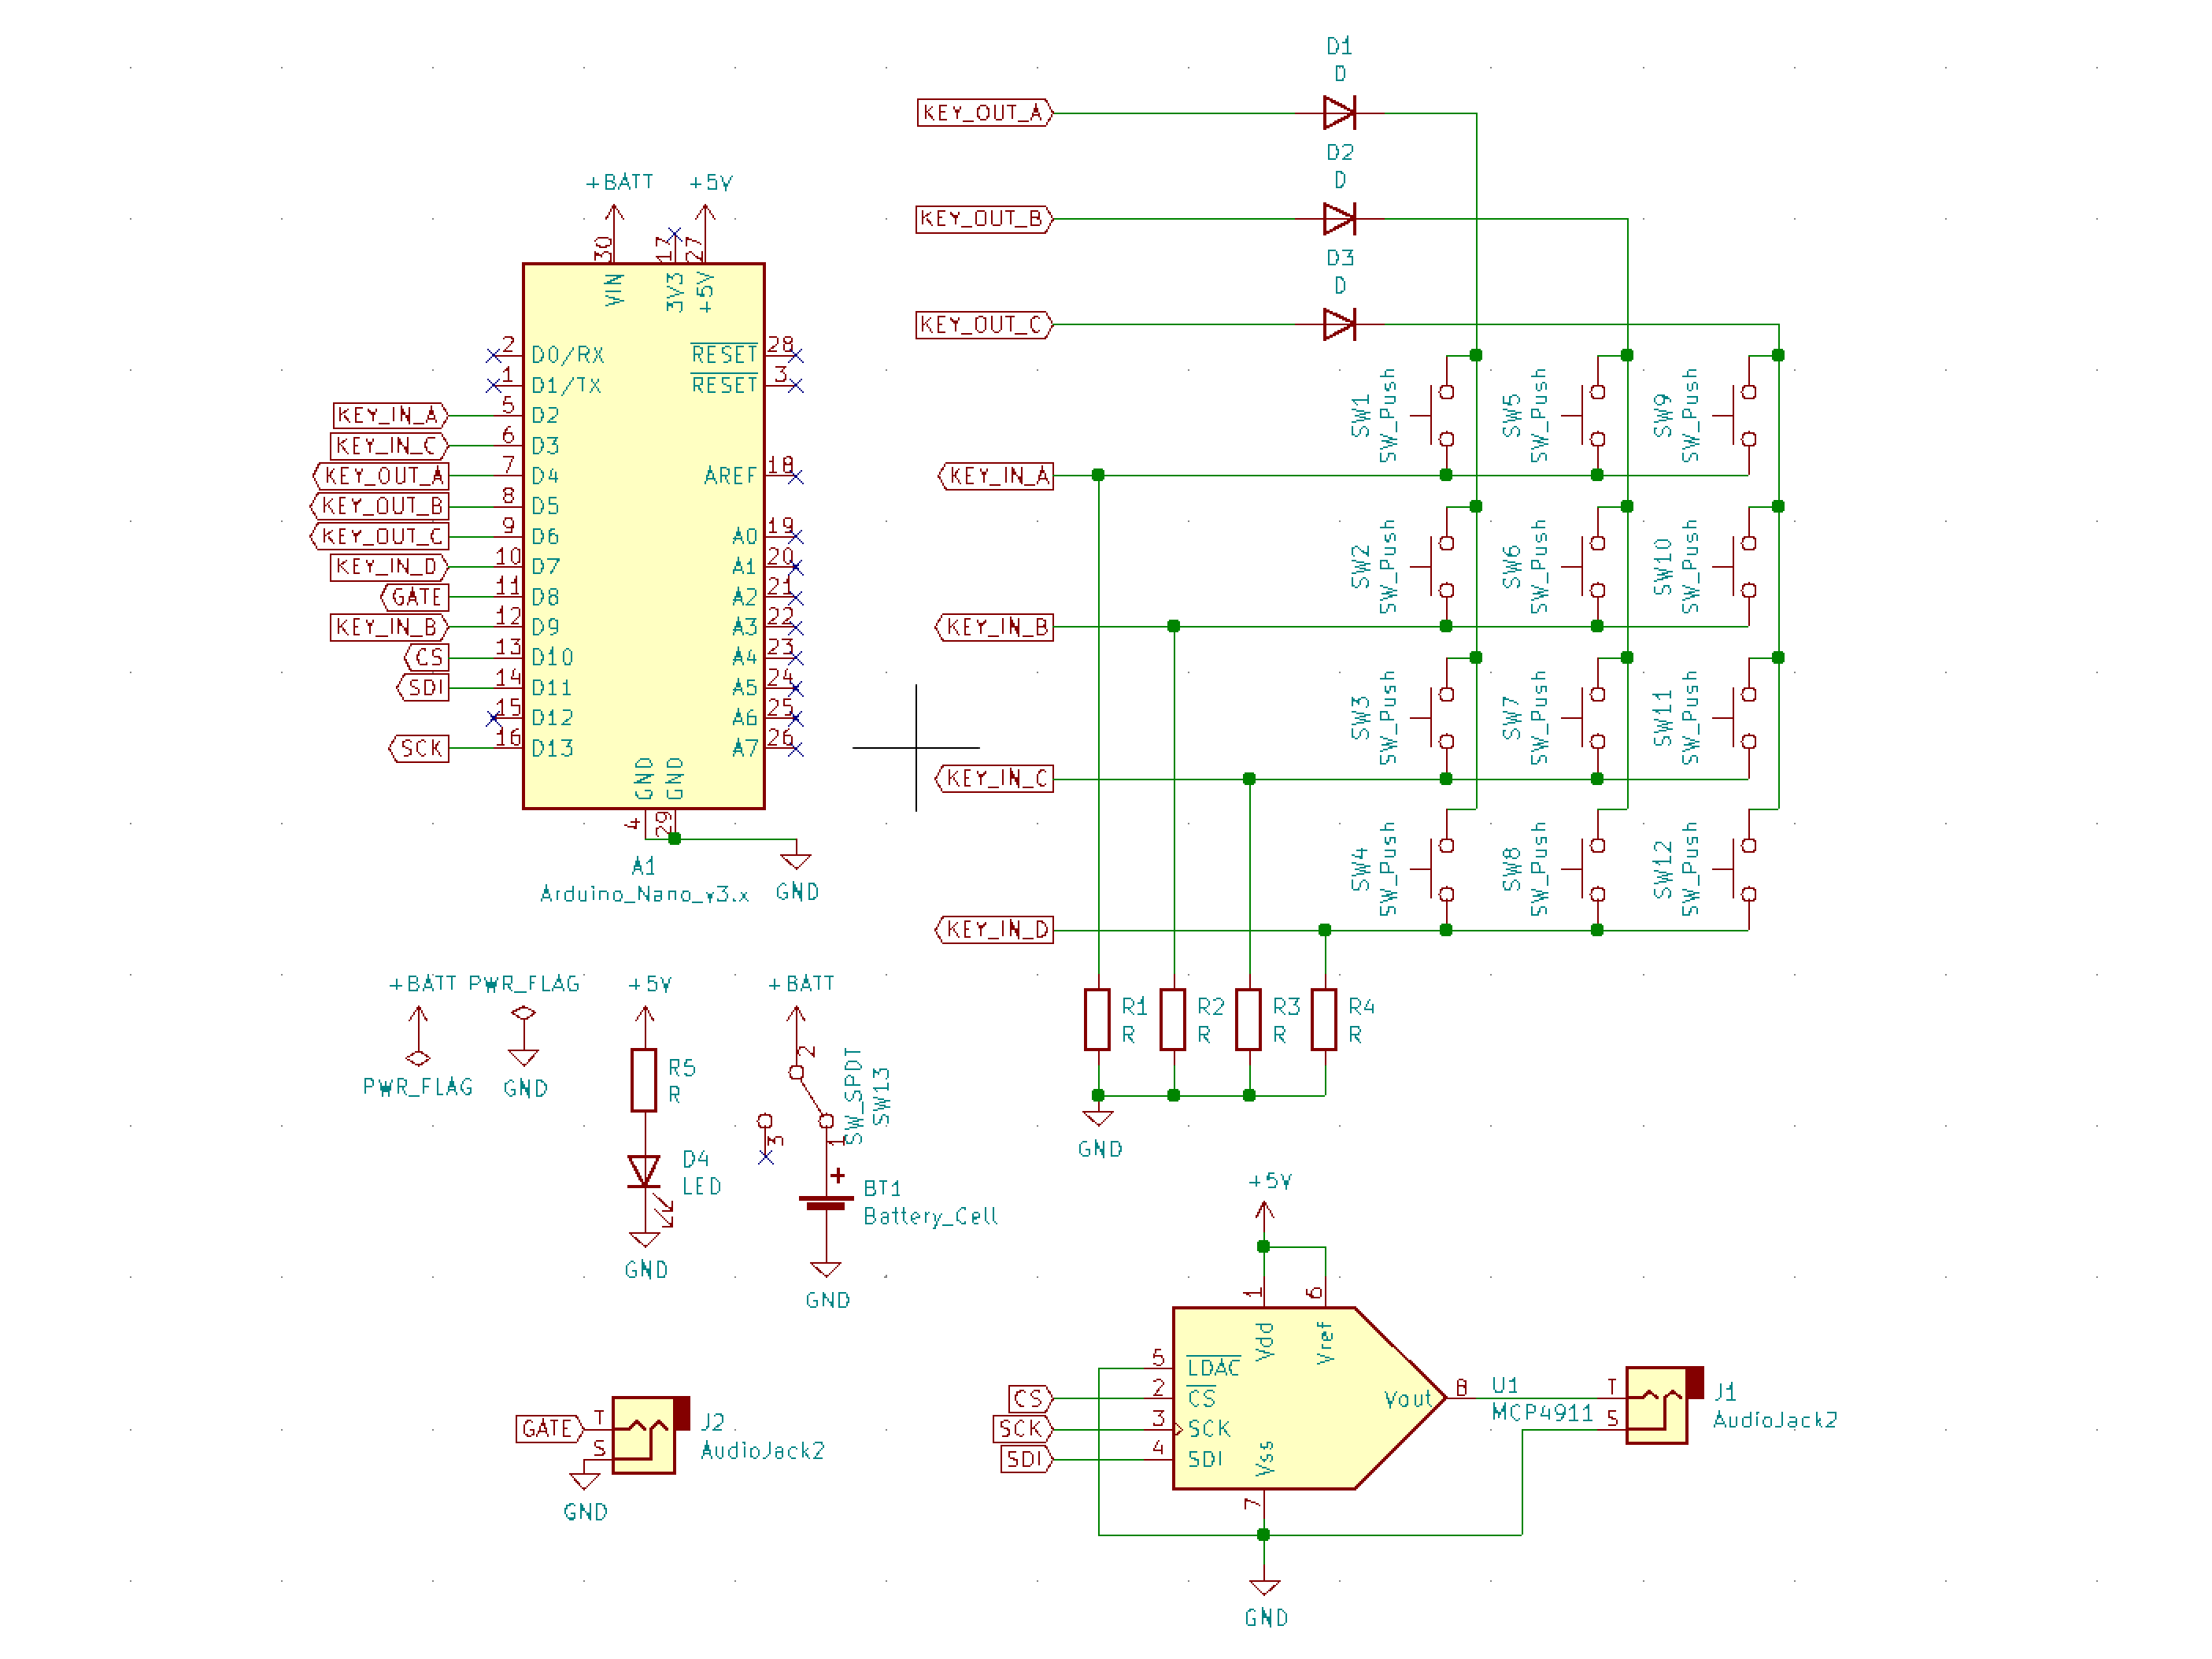 D1
D
KEY_OUT_A
D2
D
KEY_OUT_B
D3
D
KEY_OUT_C
+BATT
+5V
30
17
27
VIN
3V3
+5V
2
D0/RX
1
D1/TX
KEY_IN_A
5
D2
KEY_IN_C
6
D3
KEY_OUT_A
7
D4
KEY_OUT_B
8
D5
KEY_OUT_C
9
D6
KEY_IN_D
10
D7
GATE
11
D8
KEY_IN_B
12
D9
CS
13
D10
SDI
14
D11
15
D12
SCK
16
D13
RESET
28
RESET
3
AREF
18
A0
19
A1
20
A2
21
A3
22
A4
23
A5
24
A6
25
A7
26
GND
GND
4
29
A1
Arduino_Nano_v3.x
GND
SW1
SW_Push
SW5
SW_Push
SW9
SW_Push
KEY_IN_A
SW2
SW_Push
SW6
SW_Push
SW10
SW_Push
KEY_IN_B
SW3
SW_Push
SW7
SW_Push
SW11
SW_Push
KEY_IN_C
SW4
SW_Push
SW8
SW_Push
SW12
SW_Push
KEY_IN_D
R1
R
R2
R
R3
R
R4
R
GND
+BATT
PWR_FLAG
PWR_FLAG
GND
+5V
R5
R
D4
LED
GND
+BATT
2
SW_SPDT
SW13
3
1
+
BT1
Battery_Cell
GND
GATE
T
S
J2
AudioJack2
GND
+5V
1
6
Vdd
Vref
5
LDAC
CS
2
CS
SCK
3
SCK
SDI
4
SDI
Vss
7
Vout
8
U1
MCP4911
T
S
J1
AudioJack2
GND